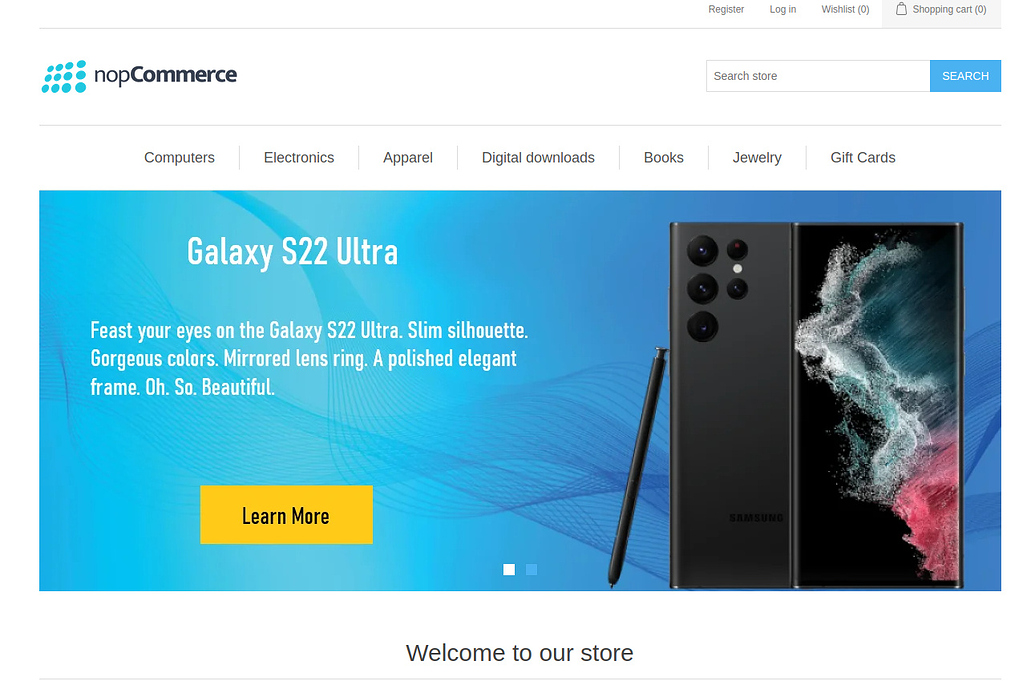 Register Log in Wishlist (0) Shopping cart (0)
nopCommerce
Search store SEARCH
Computers Electronics Apparel Digital downloads Books Jewelry Gift Cards
Galaxy S22 Ultra
Feast your eyes on the Galaxy S22 Ultra. Slim silhouette.
Gorgeous colors. Mirrored lens ring. A polished elegant
frame. Oh. So. Beautiful.
Learn More
SAMSUNG
Welcome to our store